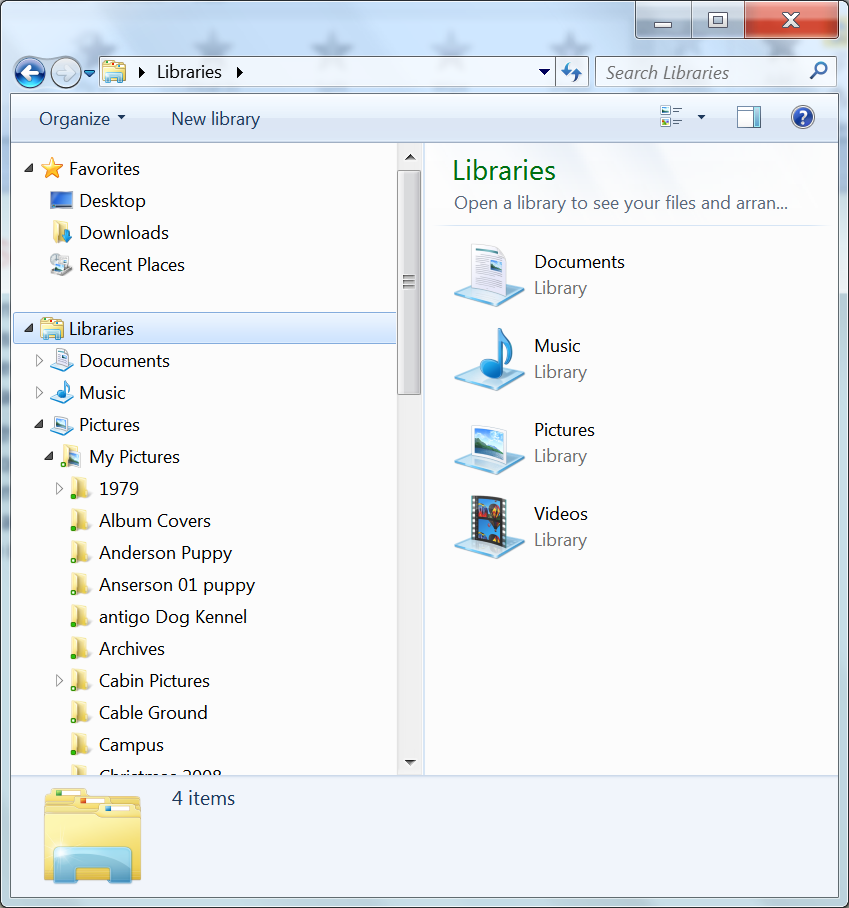 Libraries
Search Libraries
Organize
New library
Favorites
Desktop
Downloads
Recent Places
Libraries
Documents
Music
Pictures
My Pictures
1979
Album Covers
Anderson Puppy
Anserson 01 puppy
antigo Dog Kennel
Archives
Cabin Pictures
Cable Ground
Campus
Christmas 2008
Libraries
Open a library to see your files and arran...
Documents
Library
Music
Library
Pictures
Library
Videos
Library
4 items